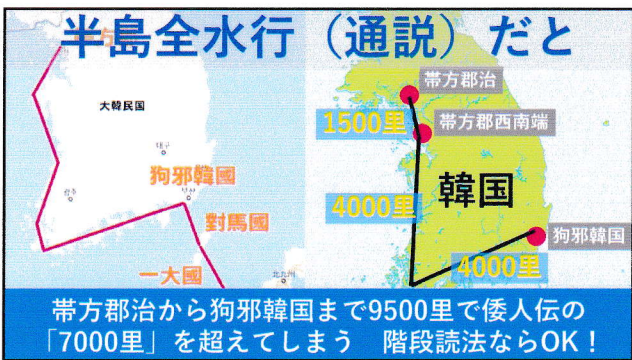 半島全水行（通説）だと
大韓民国
狗邪韓國
對馬國
一大國
北九州
帯方郡治
1500里
帯方郡西南端
韓国
4000里
狗邪韓国
4000里
帯方郡治から狗邪韓国まで9500里で倭人伝の
「7000里」を超えてしまう　階段読法ならOK！